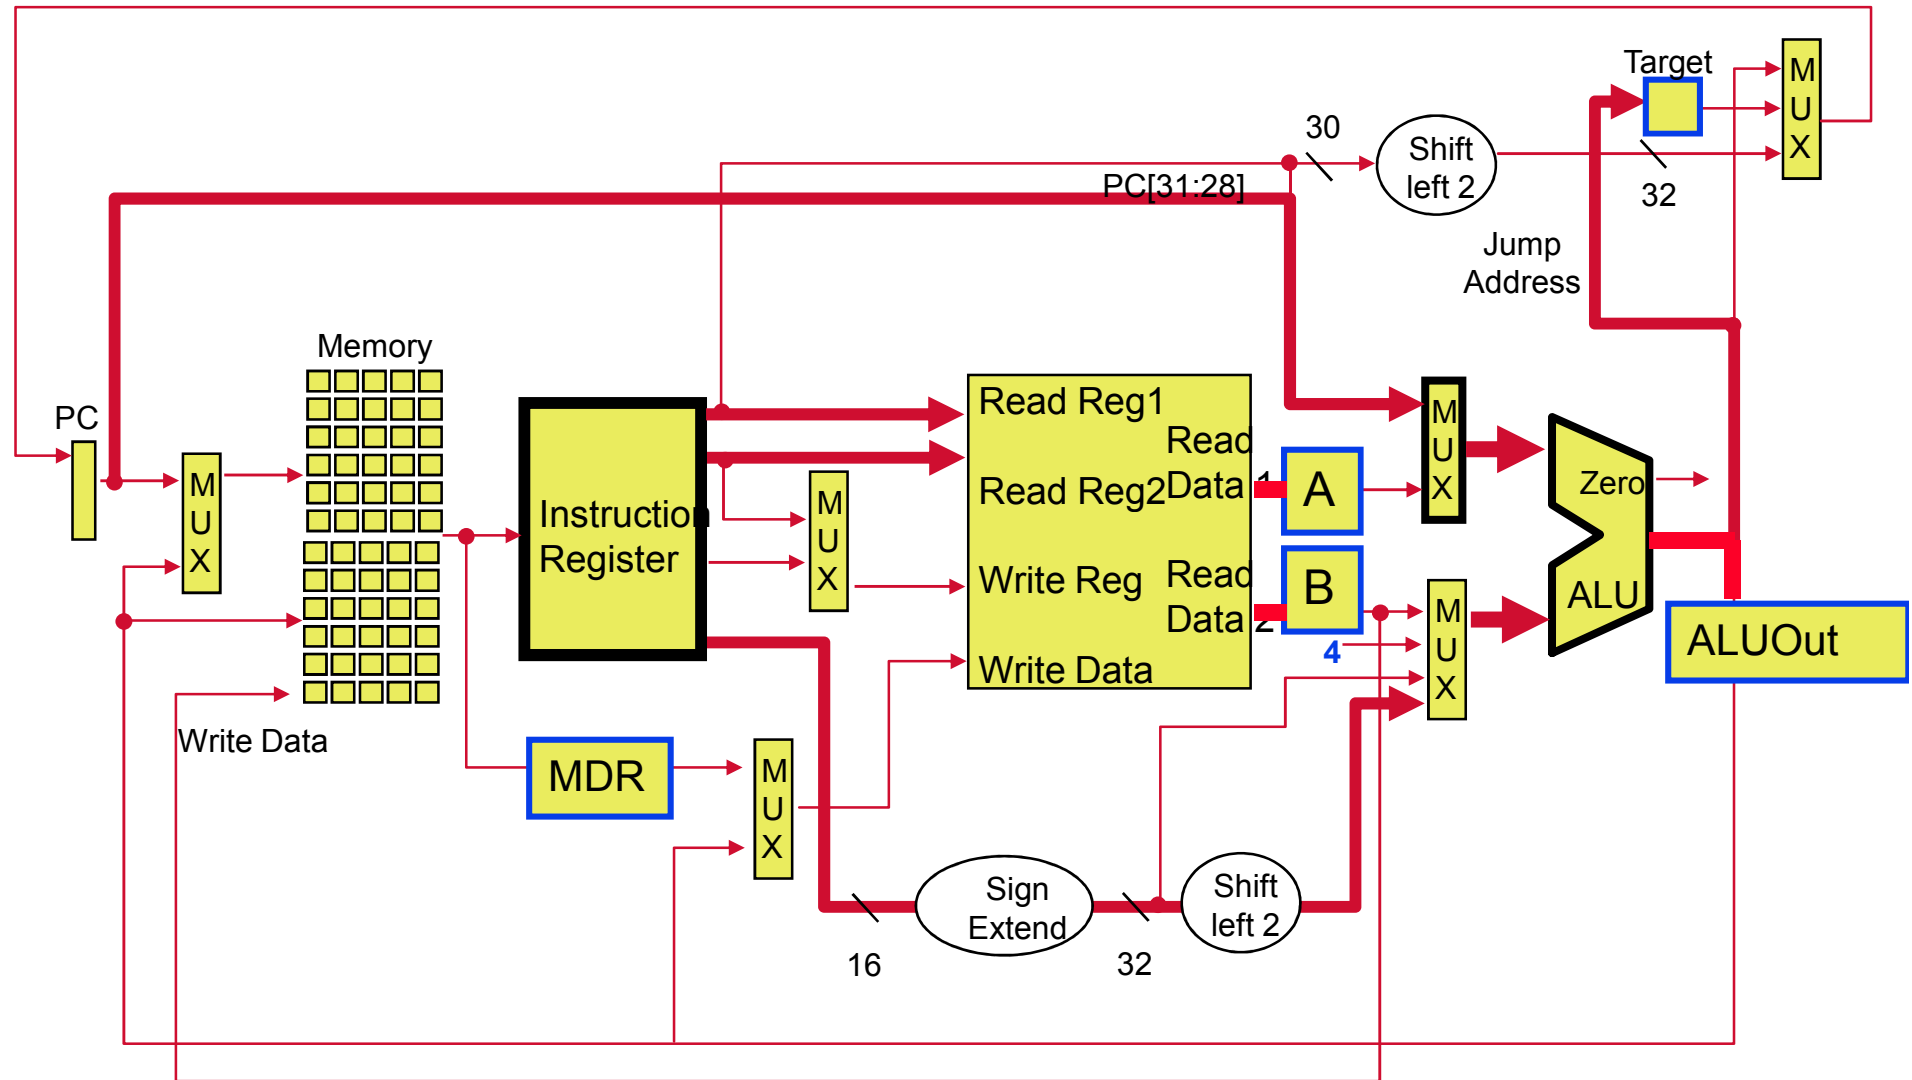 Target
M
U
X
30
Shift
left 2
PC[31:28]
32
Jump
Address
Memory
PC
M
U
X
Instruction
Register
M
U
X
Read Reg1
Read
Data 1
Read Reg2
Write Reg
Read
Data 2
Write Data
A
B
4
M
U
X
M
U
X
Zero
ALU
ALUOut
Write Data
MDR
M
U
X
Sign
Extend
Shift
left 2
16
32